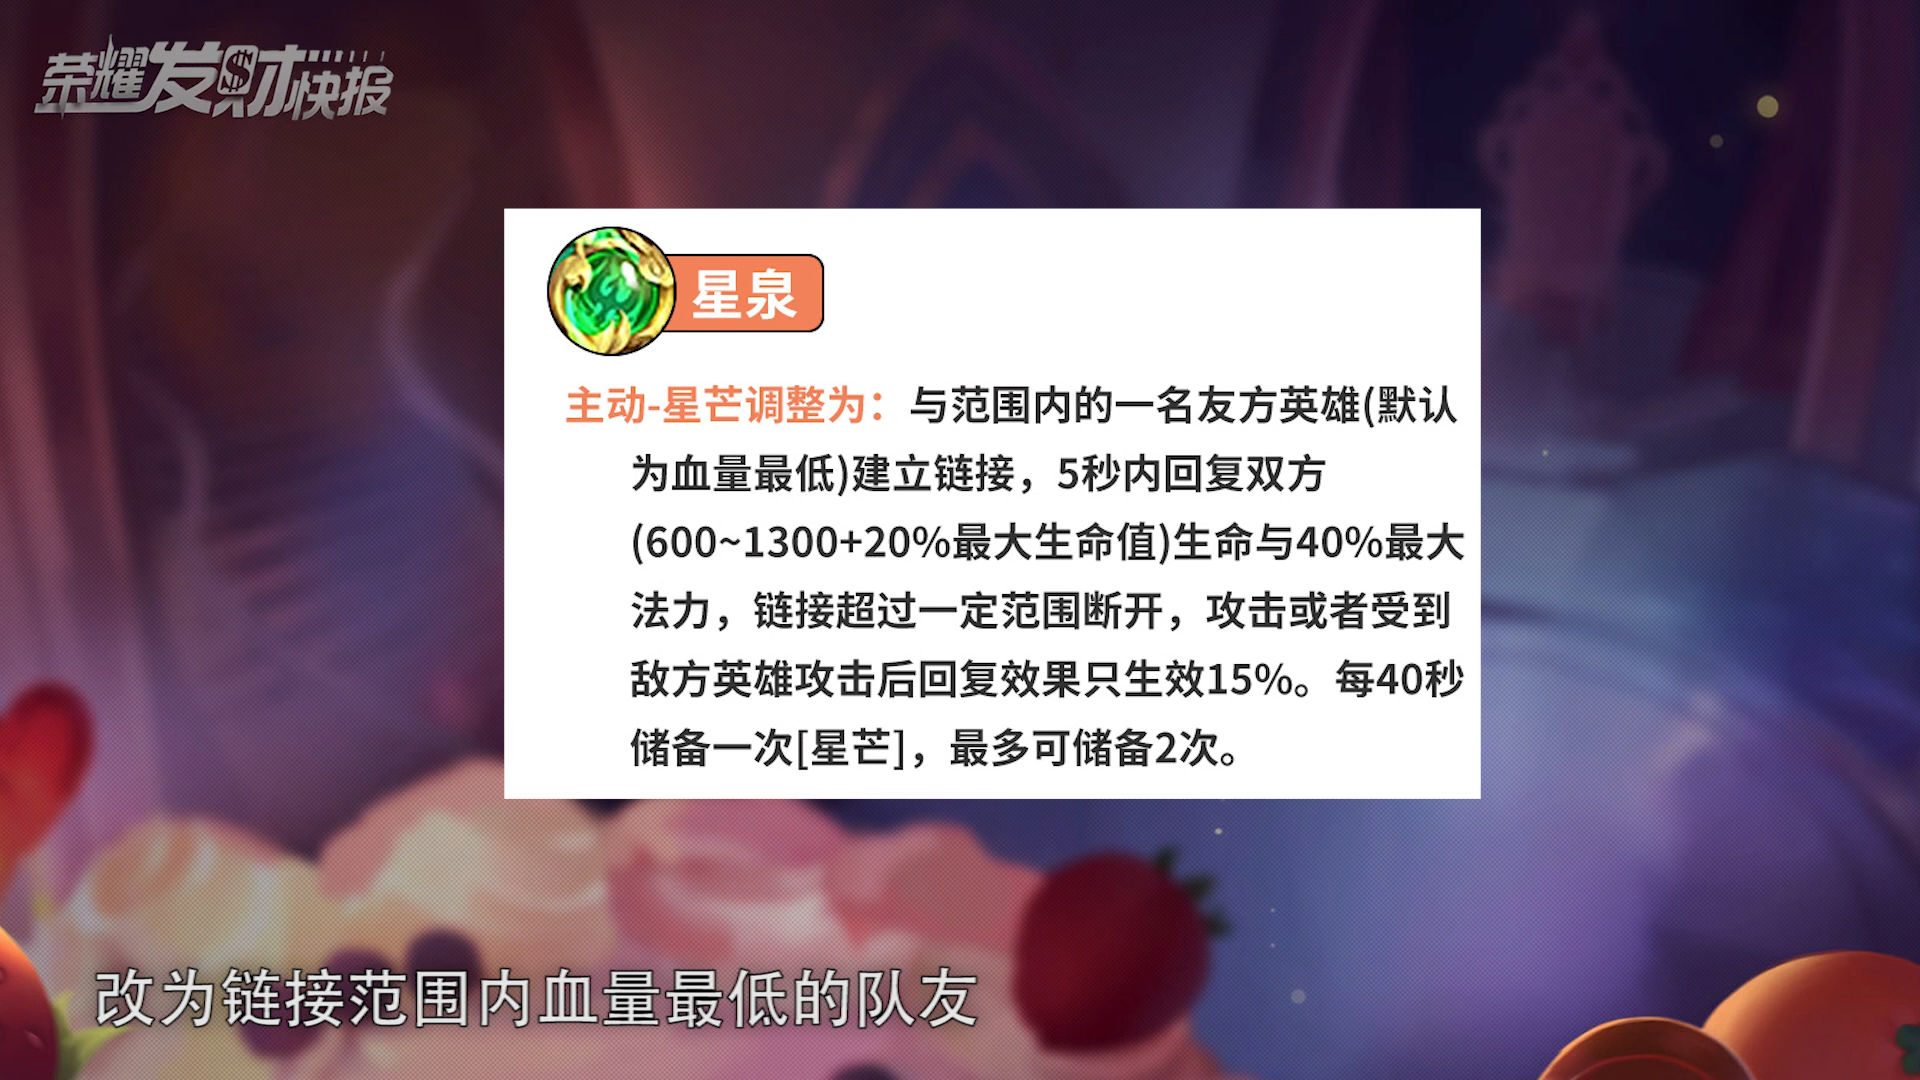 荣耀发财快报
星泉
主动-星芒调整为：与范围内的一名友方英雄(默认
为血量最低)建立链接，5秒内回复双方
(600~1300+20%最大生命值)生命与40%最大
法力，链接超过一定范围断开，攻击或者受到
敌方英雄攻击后回复效果只生效15%。每40秒
储备一次[星芒]，最多可储备2次。
改为链接范围内血量最低的队友